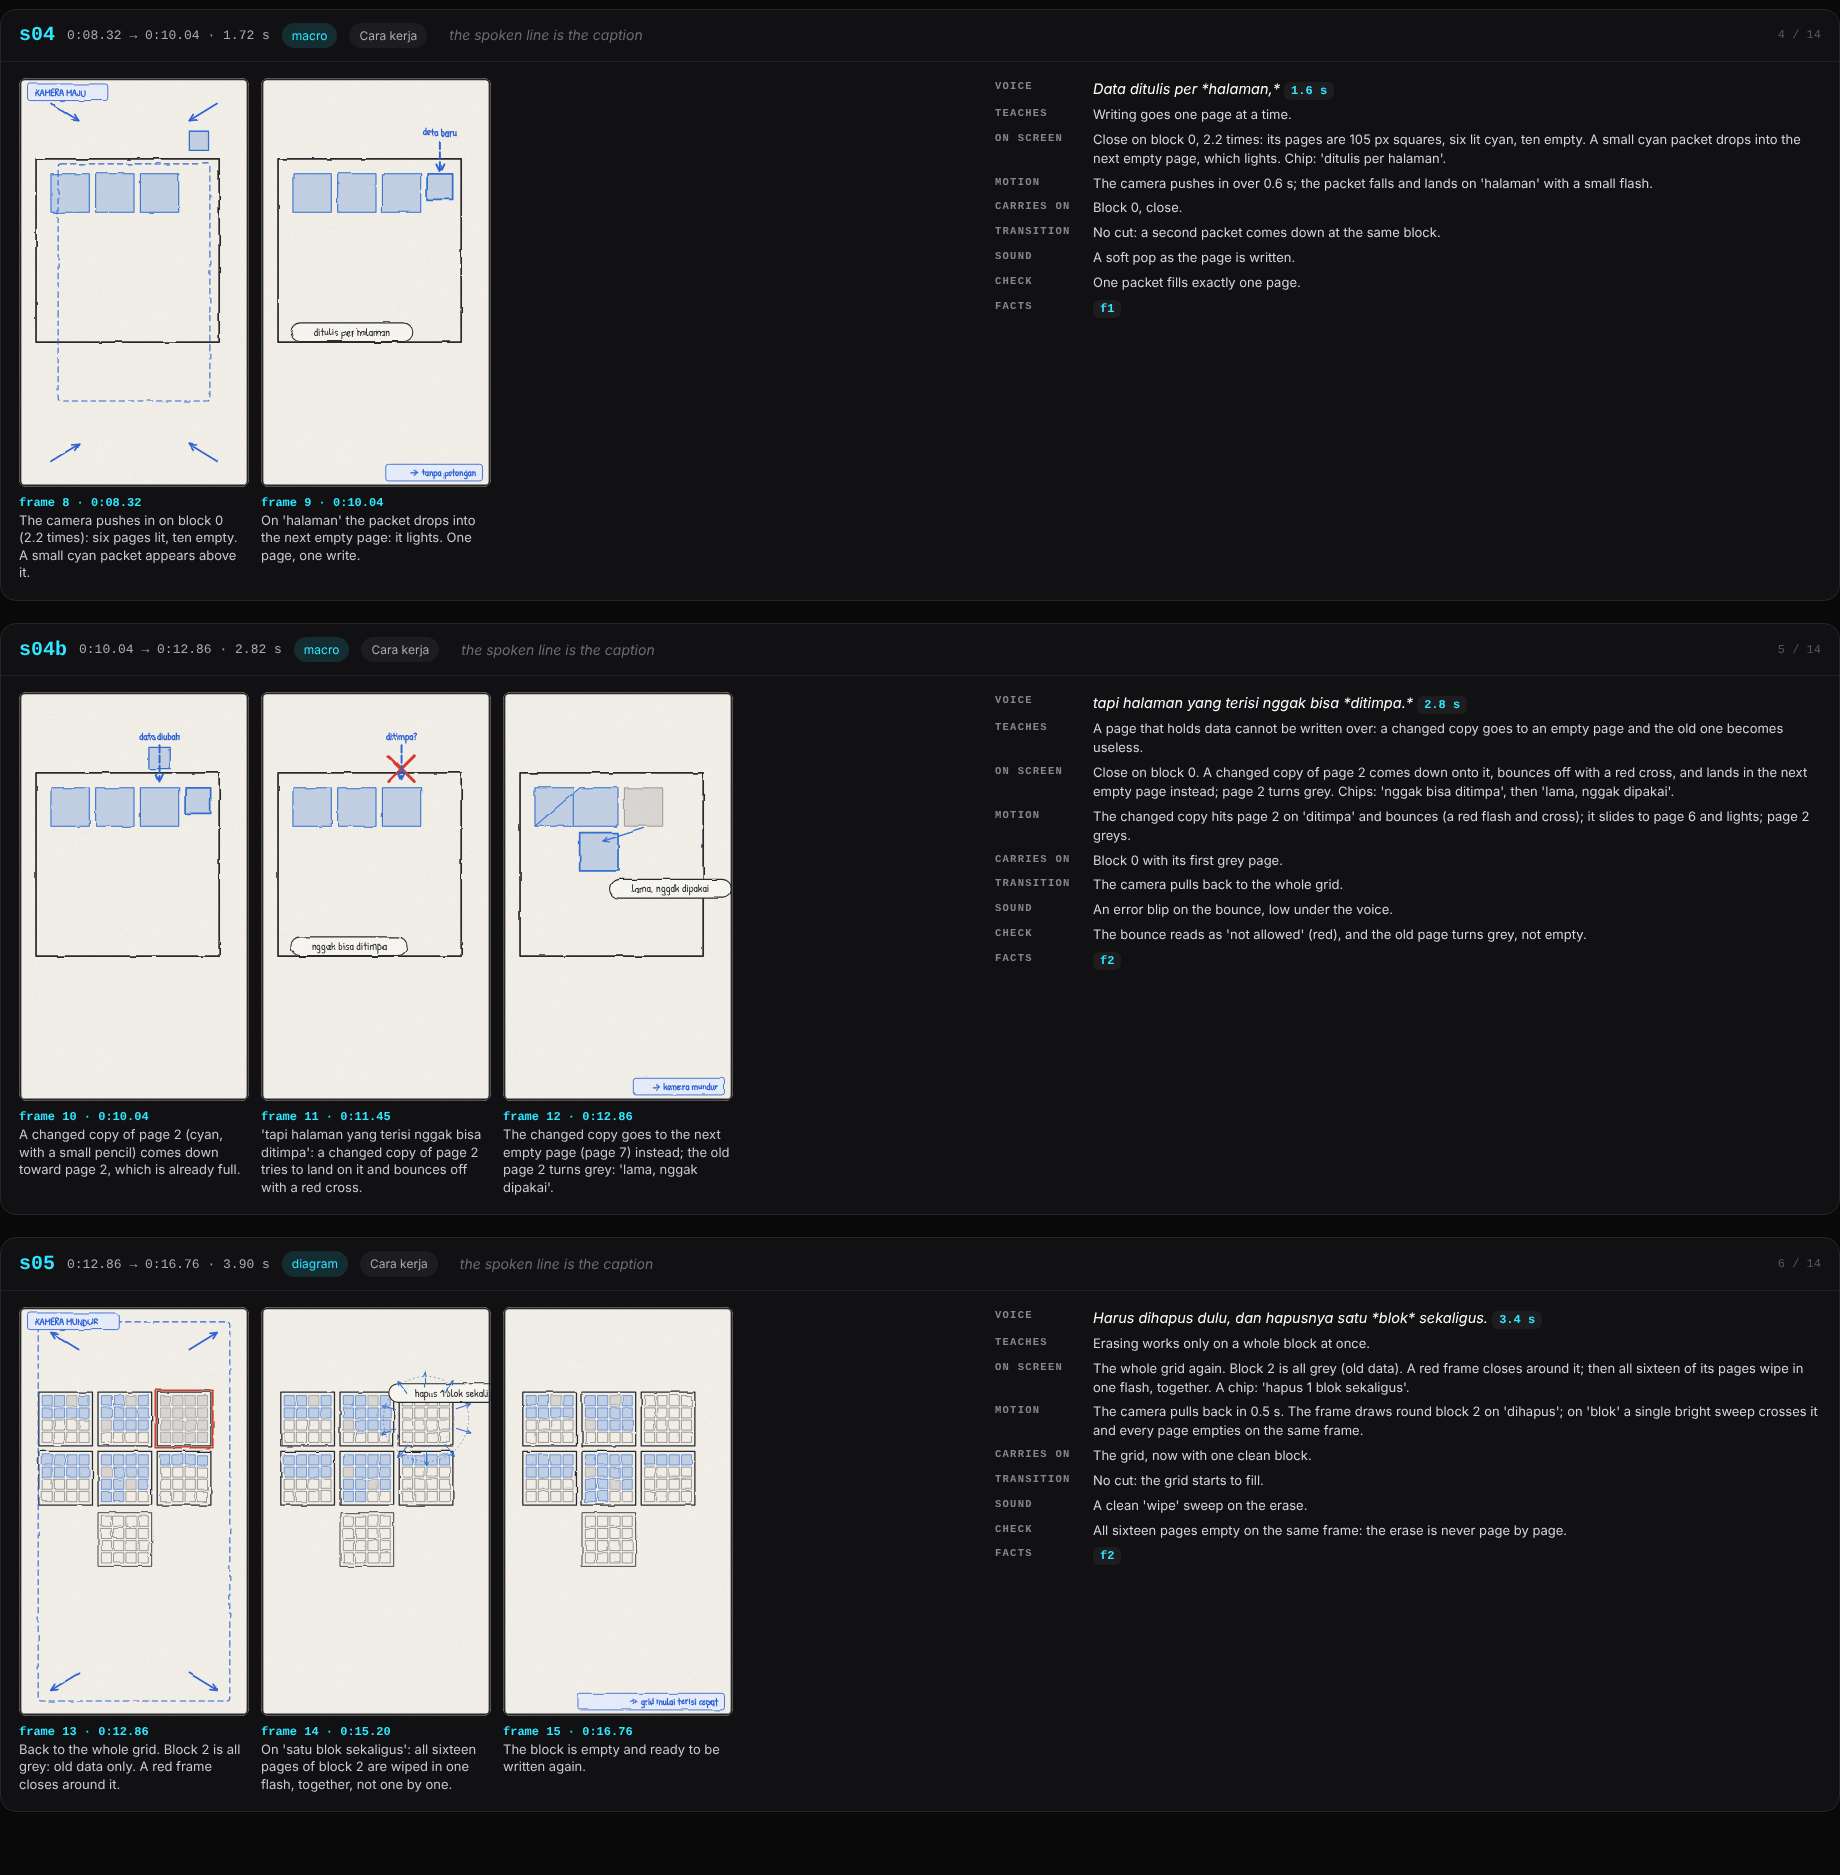 s04 0:08.32 → 0:10.04 · 1.72 s macro Cara kerja the spoken line is the caption 4 / 14
KAMERA MAJU
data baru
ditulis per halaman
→ tanpa potongan
frame 8 · 0:08.32
The camera pushes in on block 0
(2.2 times): six pages lit, ten empty.
A small cyan packet appears above
it.
frame 9 · 0:10.04
On 'halaman' the packet drops into
the next empty page: it lights. One
page, one write.
VOICE Data ditulis per *halaman,* 1.6 s
TEACHES Writing goes one page at a time.
ON SCREEN Close on block 0, 2.2 times: its pages are 105 px squares, six lit cyan, ten empty. A small cyan packet drops into the
next empty page, which lights. Chip: 'ditulis per halaman'.
MOTION The camera pushes in over 0.6 s; the packet falls and lands on 'halaman' with a small flash.
CARRIES ON Block 0, close.
TRANSITION No cut: a second packet comes down at the same block.
SOUND A soft pop as the page is written.
CHECK One packet fills exactly one page.
FACTS f1
s04b 0:10.04 → 0:12.86 · 2.82 s macro Cara kerja the spoken line is the caption 5 / 14
data diubah
ditimpa?
nggak bisa ditimpa
lama, nggak dipakai
→ kamera mundur
frame 10 · 0:10.04
A changed copy of page 2 (cyan,
with a small pencil) comes down
toward page 2, which is already full.
frame 11 · 0:11.45
'tapi halaman yang terisi nggak bisa
ditimpa': a changed copy of page 2
tries to land on it and bounces off
with a red cross.
frame 12 · 0:12.86
The changed copy goes to the next
empty page (page 7) instead; the old
page 2 turns grey: 'lama, nggak
dipakai'.
VOICE tapi halaman yang terisi nggak bisa *ditimpa.* 2.8 s
TEACHES A page that holds data cannot be written over: a changed copy goes to an empty page and the old one becomes
useless.
ON SCREEN Close on block 0. A changed copy of page 2 comes down onto it, bounces off with a red cross, and lands in the next
empty page instead; page 2 turns grey. Chips: 'nggak bisa ditimpa', then 'lama, nggak dipakai'.
MOTION The changed copy hits page 2 on 'ditimpa' and bounces (a red flash and cross); it slides to page 6 and lights; page 2
greys.
CARRIES ON Block 0 with its first grey page.
TRANSITION The camera pulls back to the whole grid.
SOUND An error blip on the bounce, low under the voice.
CHECK The bounce reads as 'not allowed' (red), and the old page turns grey, not empty.
FACTS f2
s05 0:12.86 → 0:16.76 · 3.90 s diagram Cara kerja the spoken line is the caption 6 / 14
KAMERA MUNDUR
hapus 1 blok sekali
→ grid mulai terisi cepat
frame 13 · 0:12.86
Back to the whole grid. Block 2 is all
grey: old data only. A red frame
closes around it.
frame 14 · 0:15.20
On 'satu blok sekaligus': all sixteen
pages of block 2 are wiped in one
flash, together, not one by one.
frame 15 · 0:16.76
The block is empty and ready to be
written again.
VOICE Harus dihapus dulu, dan hapusnya satu *blok* sekaligus. 3.4 s
TEACHES Erasing works only on a whole block at once.
ON SCREEN The whole grid again. Block 2 is all grey (old data). A red frame closes around it; then all sixteen of its pages wipe in
one flash, together. A chip: 'hapus 1 blok sekaligus'.
MOTION The camera pulls back in 0.5 s. The frame draws round block 2 on 'dihapus'; on 'blok' a single bright sweep crosses it
and every page empties on the same frame.
CARRIES ON The grid, now with one clean block.
TRANSITION No cut: the grid starts to fill.
SOUND A clean 'wipe' sweep on the erase.
CHECK All sixteen pages empty on the same frame: the erase is never page by page.
FACTS f2